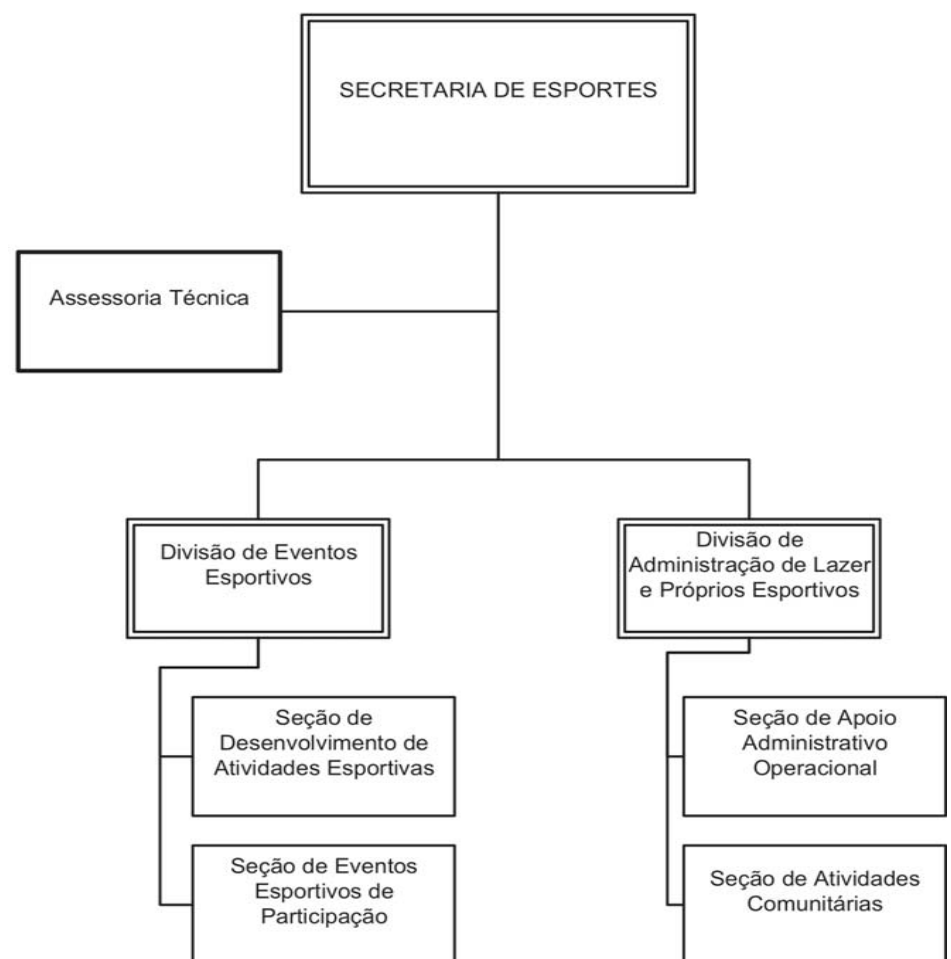 SECRETARIA DE ESPORTES
Assessoria Técnica
Divisão de Eventos
Esportivos
Divisão de
Administração de Lazer
e Próprios Esportivos
Seção de
Desenvolvimento de
Atividades Esportivas
Seção de Apoio
Administrativo
Operacional
Seção de Eventos
Esportivos de
Participação
Seção de Atividades
Comunitárias